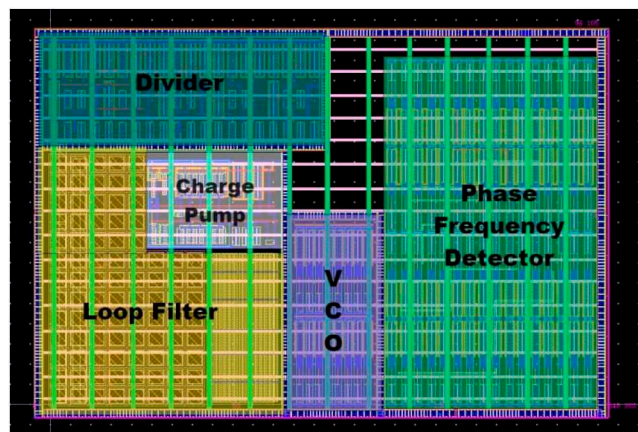 Divider
Charge
Pump
Phase
Frequency
Detector
Loop Filter
V
C
O